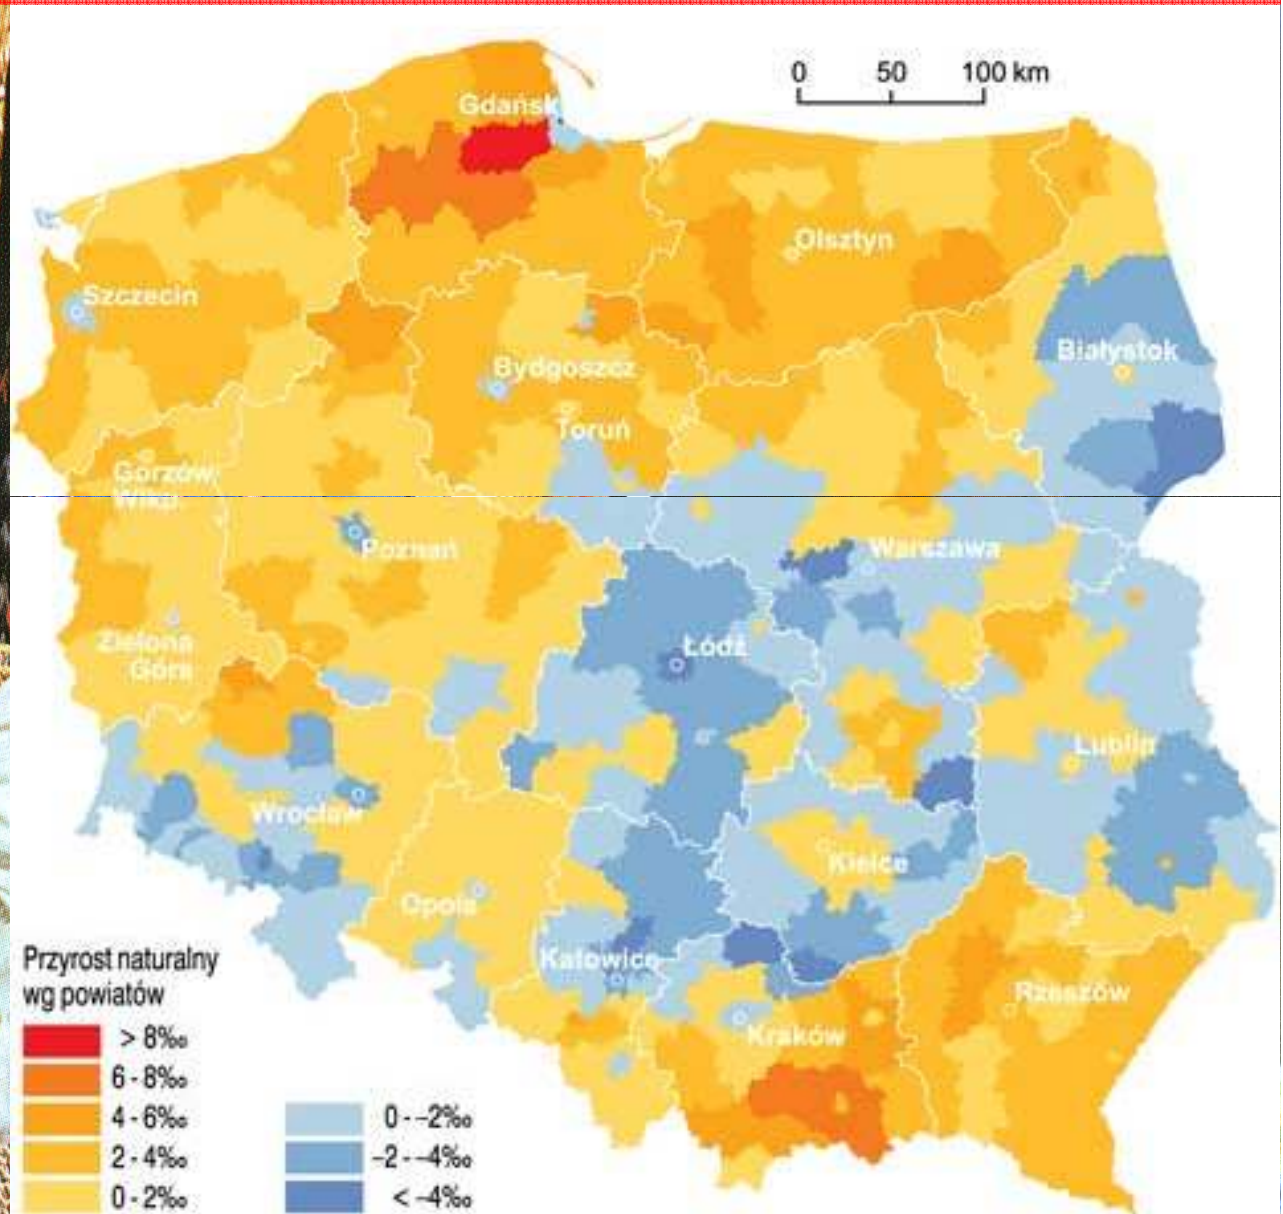 0 50 100 km
Gdańsk
Olsztyn
Szczecin
Białystok
Bydgoszcz
Toruń
Gorzów
Wlkp.
Poznań
Warszawa
Zielona
Góra
Łódź
Lublin
Wrocław
Kielce
Opole
Katowice
Rzeszów
Kraków
Przyrost naturalny
wg powiatów
> 8‰
6 - 8‰
4 - 6‰
2 - 4‰
0 - 2‰
0 - -2‰
-2 - -4‰
< -4‰